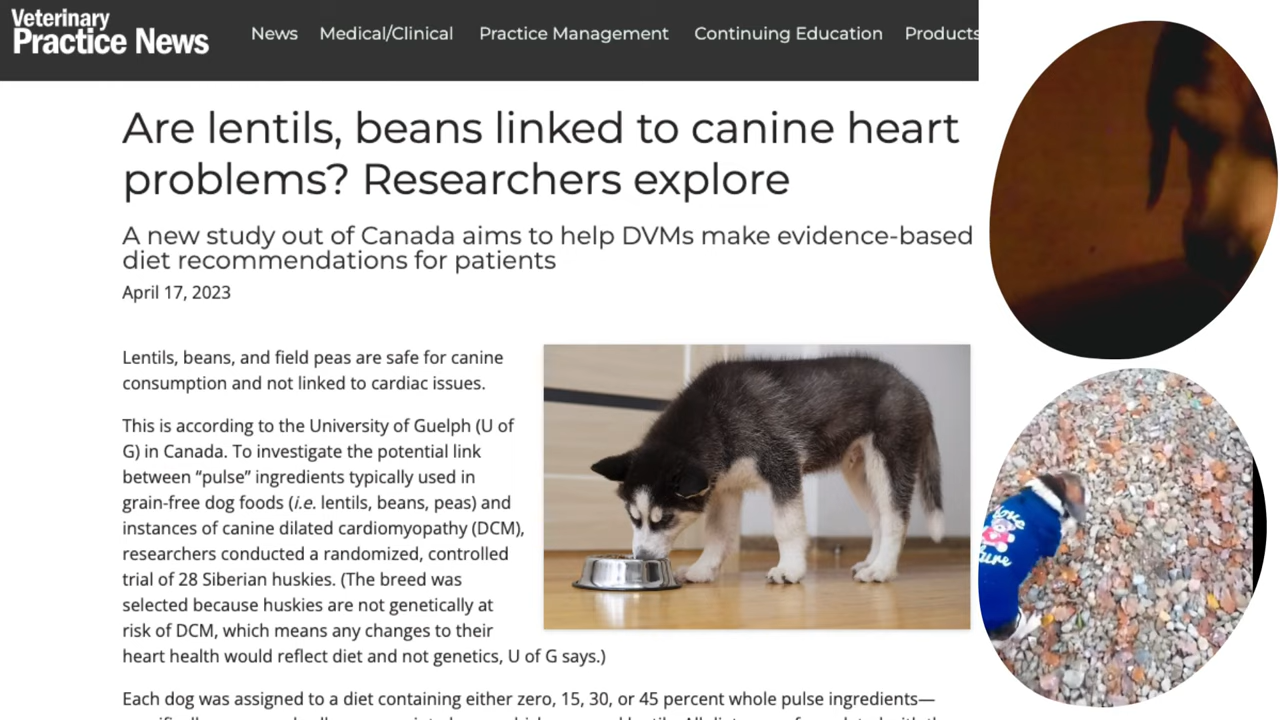 Veterinary
Practice News
News Medical/Clinical Practice Management Continuing Education Products
Are lentils, beans linked to canine heart
problems? Researchers explore
A new study out of Canada aims to help DVMs make evidence-based
diet recommendations for patients
April 17, 2023
Lentils, beans, and field peas are safe for canine
consumption and not linked to cardiac issues.
This is according to the University of Guelph (U of
G) in Canada. To investigate the potential link
between “pulse” ingredients typically used in
grain-free dog foods (i.e. lentils, beans, peas) and
instances of canine dilated cardiomyopathy (DCM),
researchers conducted a randomized, controlled
trial of 28 Siberian huskies. (The breed was
selected because huskies are not genetically at
risk of DCM, which means any changes to their
heart health would reflect diet and not genetics, U of G says.)
Each dog was assigned to a diet containing either zero, 15, 30, or 45 percent whole pulse ingredients—